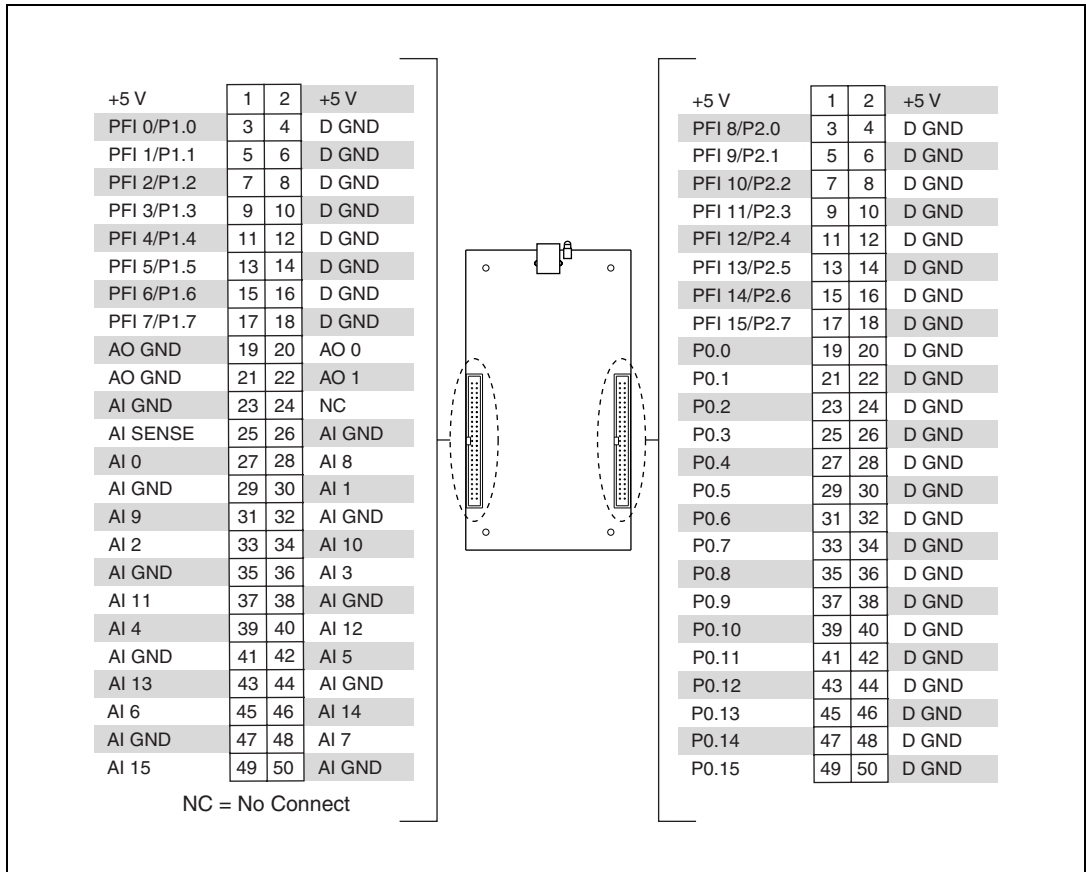 +5 V 1 2 +5 V
PFI 0/P1.0 3 4 D GND
PFI 1/P1.1 5 6 D GND
PFI 2/P1.2 7 8 D GND
PFI 3/P1.3 9 10 D GND
PFI 4/P1.4 11 12 D GND
PFI 5/P1.5 13 14 D GND
PFI 6/P1.6 15 16 D GND
PFI 7/P1.7 17 18 D GND
AO GND 19 20 AO 0
AO GND 21 22 AO 1
AI GND 23 24 NC
AI SENSE 25 26 AI GND
AI 0 27 28 AI 8
AI GND 29 30 AI 1
AI 9 31 32 AI GND
AI 2 33 34 AI 10
AI GND 35 36 AI 3
AI 11 37 38 AI GND
AI 4 39 40 AI 12
AI GND 41 42 AI 5
AI 13 43 44 AI GND
AI 6 45 46 AI 14
AI GND 47 48 AI 7
AI 15 49 50 AI GND
NC = No Connect
+5 V 1 2 +5 V
PFI 8/P2.0 3 4 D GND
PFI 9/P2.1 5 6 D GND
PFI 10/P2.2 7 8 D GND
PFI 11/P2.3 9 10 D GND
PFI 12/P2.4 11 12 D GND
PFI 13/P2.5 13 14 D GND
PFI 14/P2.6 15 16 D GND
PFI 15/P2.7 17 18 D GND
P0.0 19 20 D GND
P0.1 21 22 D GND
P0.2 23 24 D GND
P0.3 25 26 D GND
P0.4 27 28 D GND
P0.5 29 30 D GND
P0.6 31 32 D GND
P0.7 33 34 D GND
P0.8 35 36 D GND
P0.9 37 38 D GND
P0.10 39 40 D GND
P0.11 41 42 D GND
P0.12 43 44 D GND
P0.13 45 46 D GND
P0.14 47 48 D GND
P0.15 49 50 D GND